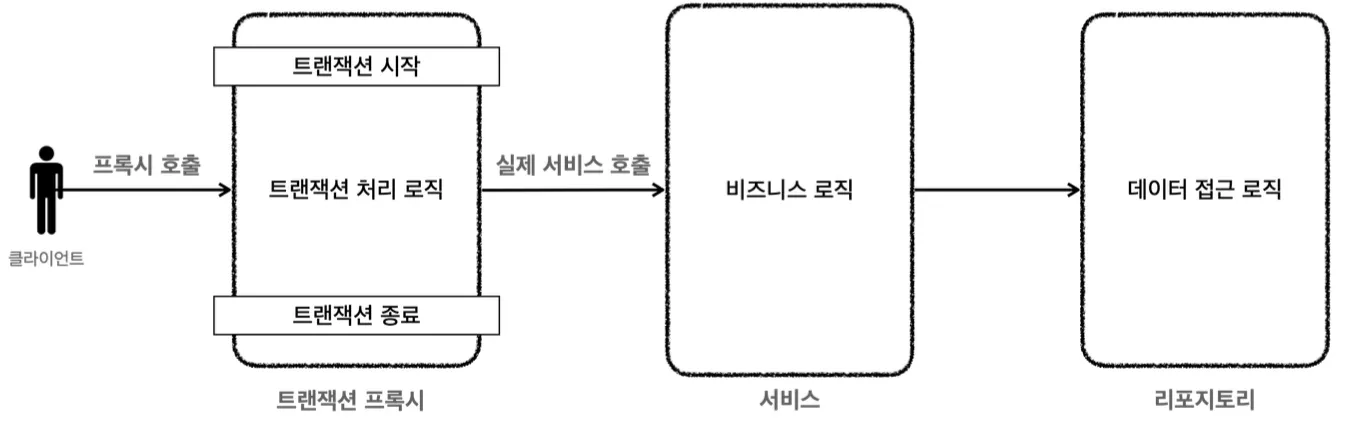 트랜잭션 시작
프록시 호출
실제 서비스 호출
트랜잭션 처리 로직
비즈니스 로직
데이터 접근 로직
클라이언트
트랜잭션 종료
트랜잭션 프록시
서비스
리포지토리